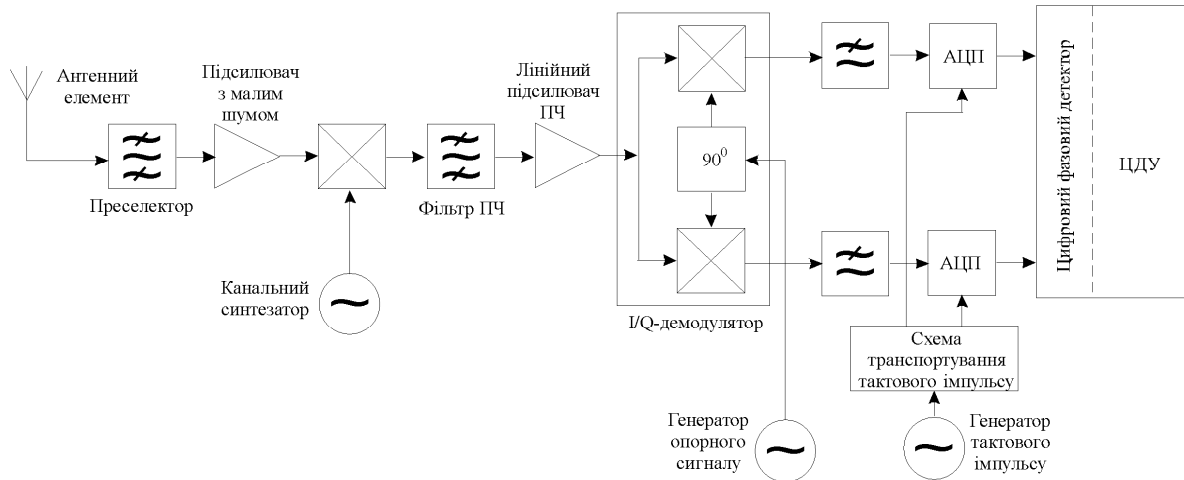 Антенний
елемент
Преселектор
Підсилювач
з малим
шумом
Канальний
синтезатор
Фільтр ПЧ
Лінійний
підсилювач
ПЧ
90⁰
I/Q-демодулятор
Генератор
опорного
сигналу
АЦП
АЦП
Схема
транспортування
тактового імпульсу
Генератор
тактового
імпульсу
Цифровий фазовий детектор
ЦДУ